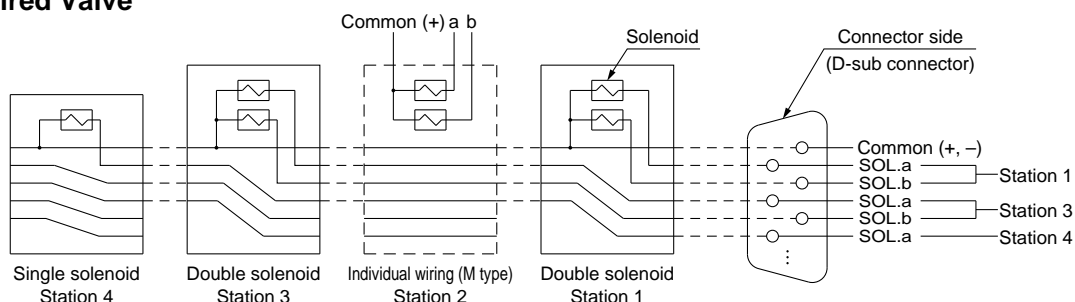 Valve
Common (+) a b
Solenoid
Connector side
(D-sub connector)
Common (+, –)
SOL.a
SOL.b
Station 1
SOL.a
SOL.b
Station 3
SOL.a
Station 4
Single solenoid
Station 4
Double solenoid
Station 3
Individual wiring (M type)
Station 2
Double solenoid
Station 1